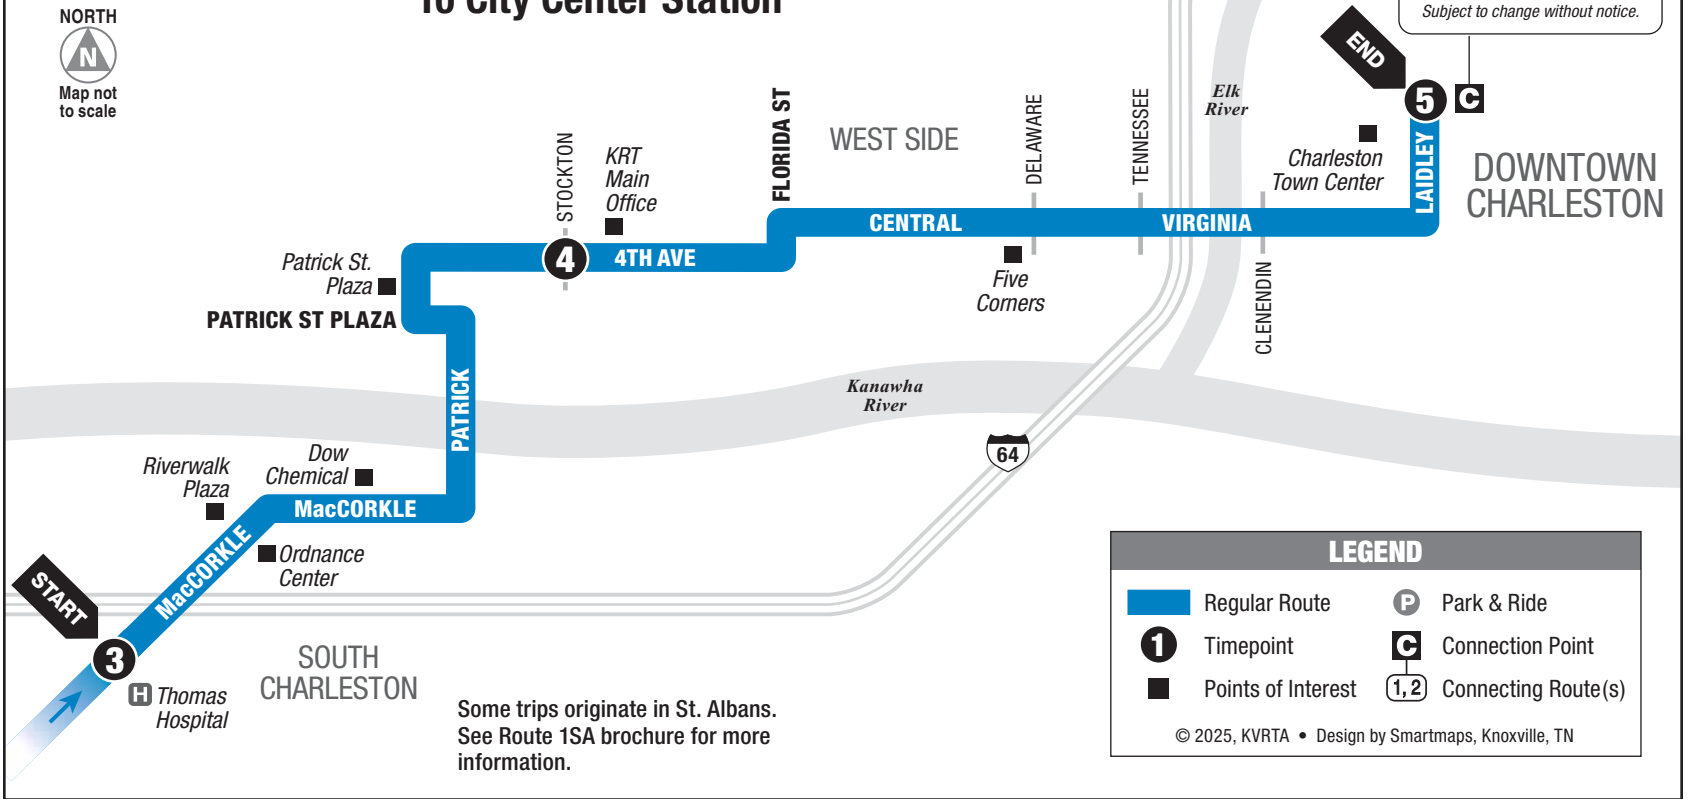 To City Center Station
NORTH
N
Map not
to scale
Subject to change without notice.
END
5
C
LAIDLEY
Charleston
Town Center
DOWNTOWN
CHARLESTON
Elk
River
TENNESSEE
DELAWARE
WEST SIDE
FLORIDA ST
CENTRAL
VIRGINIA
CLENENDIN
Five
Corners
STOCKTON
KRT
Main
Office
4
4TH AVE
Patrick St.
Plaza
PATRICK ST PLAZA
PATRICK
Kanawha
River
64
Dow
Chemical
Riverwalk
Plaza
MacCORKLE
MacCORKLE
Ordnance
Center
START
3
H
Thomas
Hospital
SOUTH
CHARLESTON
Some trips originate in St. Albans.
See Route 1SA brochure for more
information.
LEGEND
Regular Route
P Park & Ride
1 Timepoint
C Connection Point
Points of Interest
1, 2 Connecting Route(s)
© 2025, KVRTA • Design by Smartmaps, Knoxville, TN